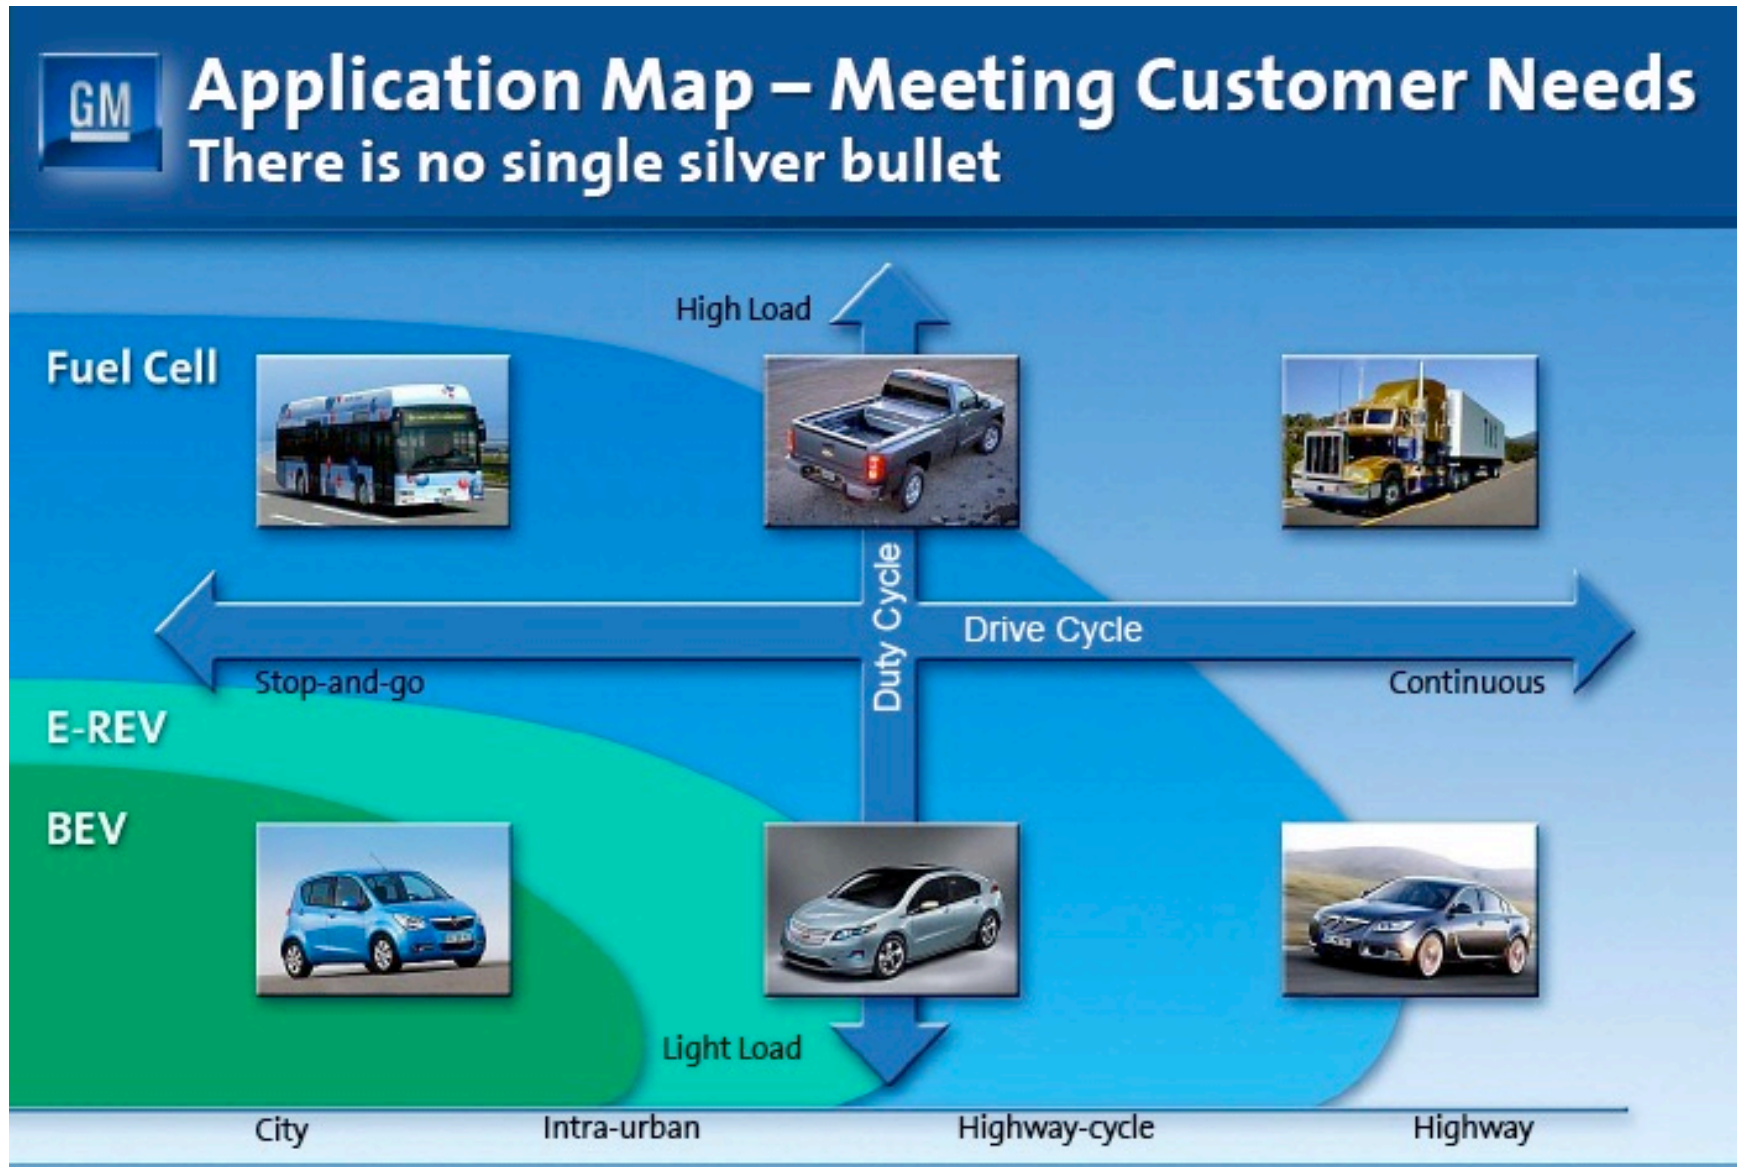 GM
Application Map – Meeting Customer Needs
There is no single silver bullet
High Load
Fuel Cell
Duty Cycle
Drive Cycle
Stop-and-go
Continuous
E-REV
BEV
Light Load
City
Intra-urban
Highway-cycle
Highway